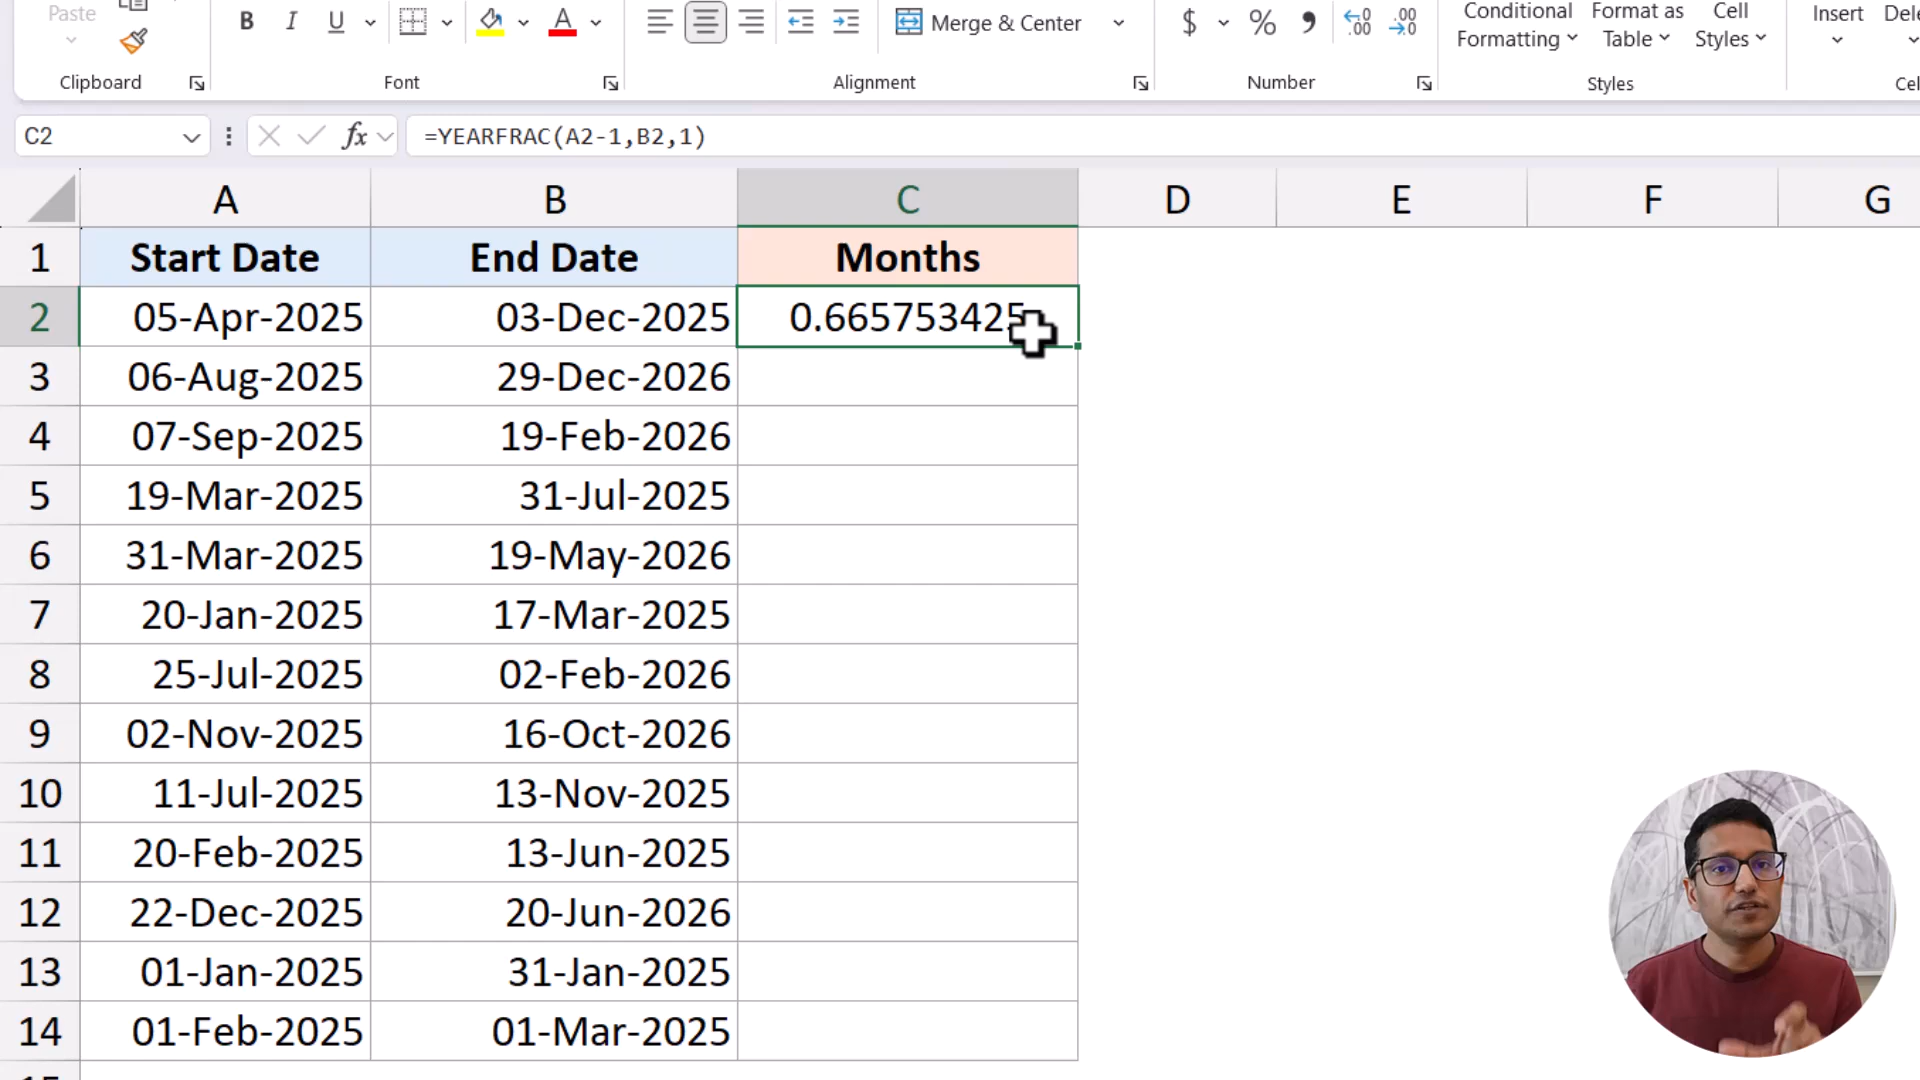 Paste
B I U A
Merge & Center
$ % 9 .00 .00
Conditional Formatting
Format as Table
Cell Styles
Insert
Clipboard Font Alignment Number Styles
C2 fx =YEARFRAC(A2-1,B2,1)
A B C D E F G
1 Start Date End Date Months
2 05-Apr-2025 03-Dec-2025 0.665753425
3 06-Aug-2025 29-Dec-2026
4 07-Sep-2025 19-Feb-2026
5 19-Mar-2025 31-Jul-2025
6 31-Mar-2025 19-May-2026
7 20-Jan-2025 17-Mar-2025
8 25-Jul-2025 02-Feb-2026
9 02-Nov-2025 16-Oct-2026
10 11-Jul-2025 13-Nov-2025
11 20-Feb-2025 13-Jun-2025
12 22-Dec-2025 20-Jun-2026
13 01-Jan-2025 31-Jan-2025
14 01-Feb-2025 01-Mar-2025